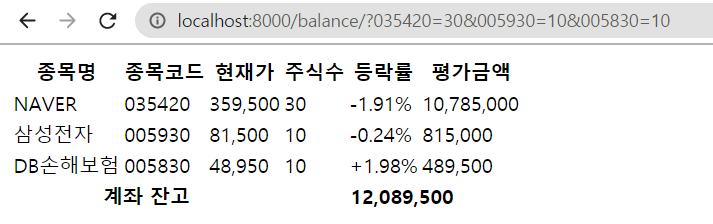 localhost:8000/balance/?035420=30&005930=10&005830=10
종목명 종목코드 현재가 주식수 등락률 평가금액
NAVER 035420 359,500 30 -1.91% 10,785,000
삼성전자 005930 81,500 10 -0.24% 815,000
DB손해보험 005830 48,950 10 +1.98% 489,500
계좌 잔고 12,089,500